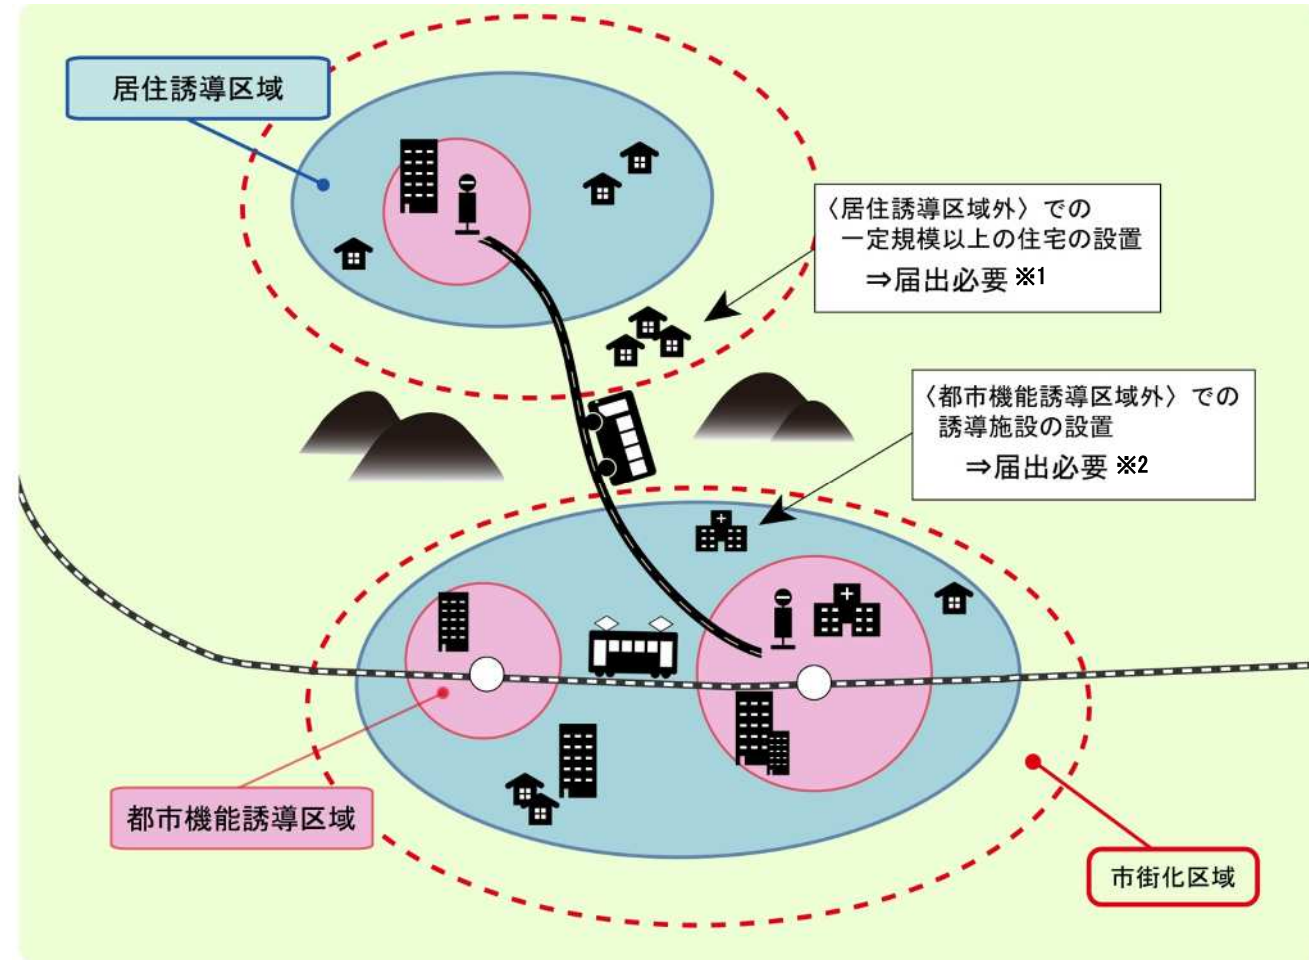 居住誘導区域
〈居住誘導区域外〉での
一定規模以上の住宅の設置
⇒届出必要 ※1
〈都市機能誘導区域外〉での
誘導施設の設置
⇒届出必要 ※2
都市機能誘導区域
市街化区域